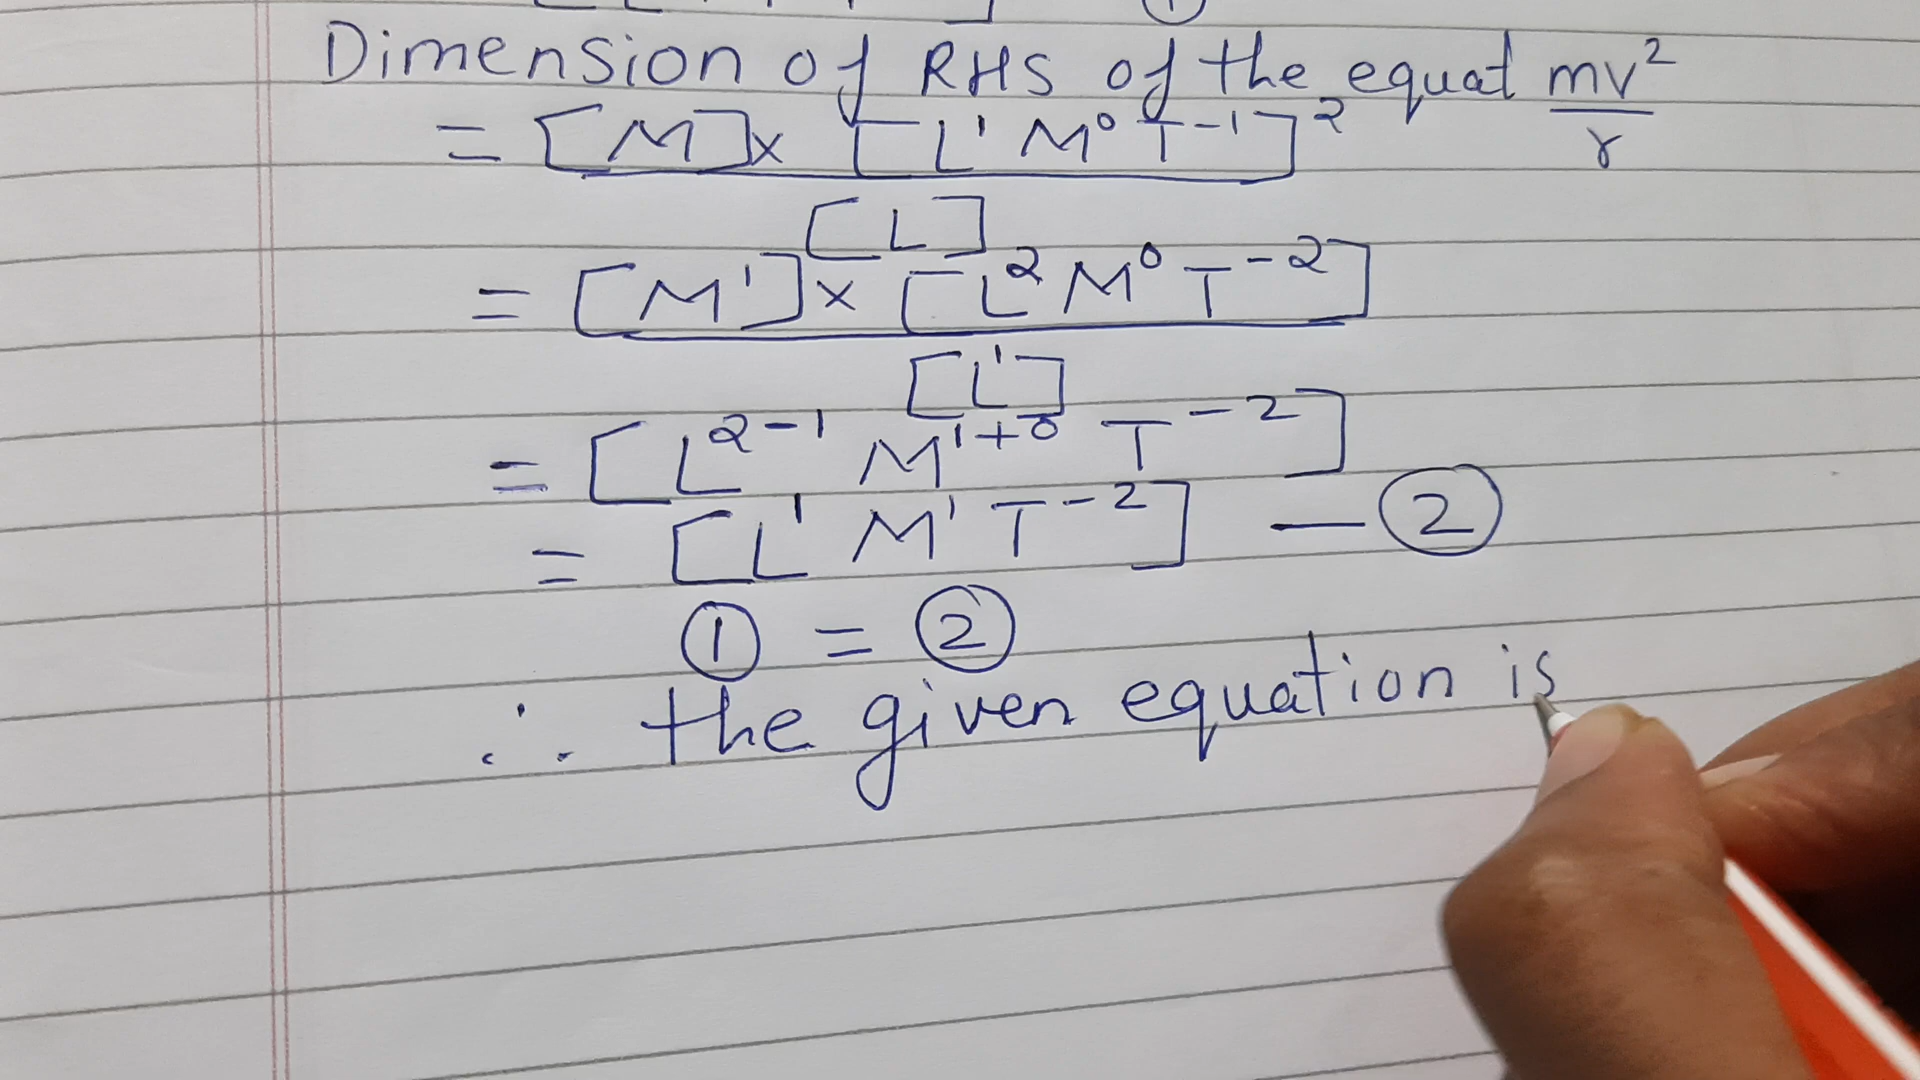 ①
Dimension of RHS of the equat mv²/r
= [M] × [L¹ M⁰ T⁻¹]² / [L]
= [M¹] × [L² M⁰ T⁻²] / [L¹]
= [L²⁻¹ M¹⁺⁰ T⁻²]
= [L¹ M¹ T⁻²] — ②
① = ②
∴ the given equation is